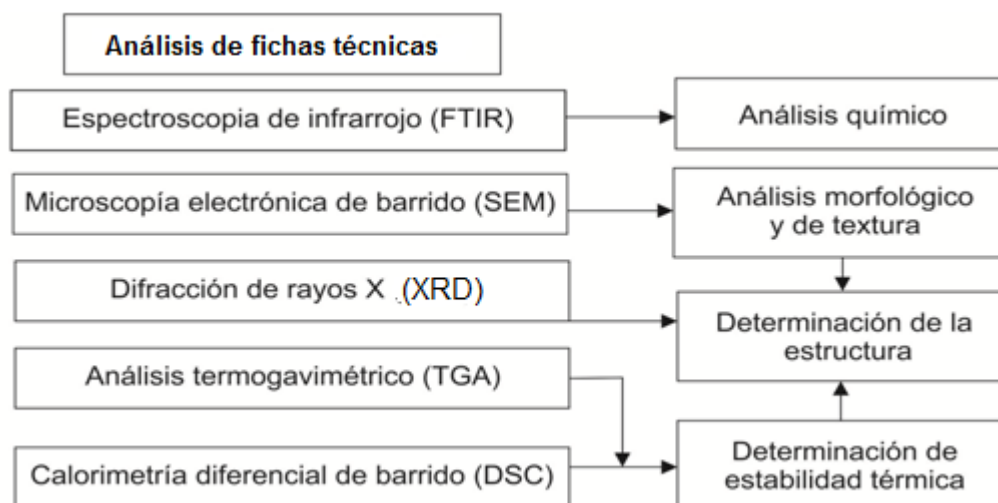 Análisis de fichas técnicas
Espectroscopia de infrarrojo (FTIR)
Análisis químico
Microscopía electrónica de barrido (SEM)
Análisis morfológico
y de textura
Difracción de rayos X (XRD)
Determinación de la
estructura
Análisis termogavimétrico (TGA)
Calorimetría diferencial de barrido (DSC)
Determinación de
estabilidad térmica